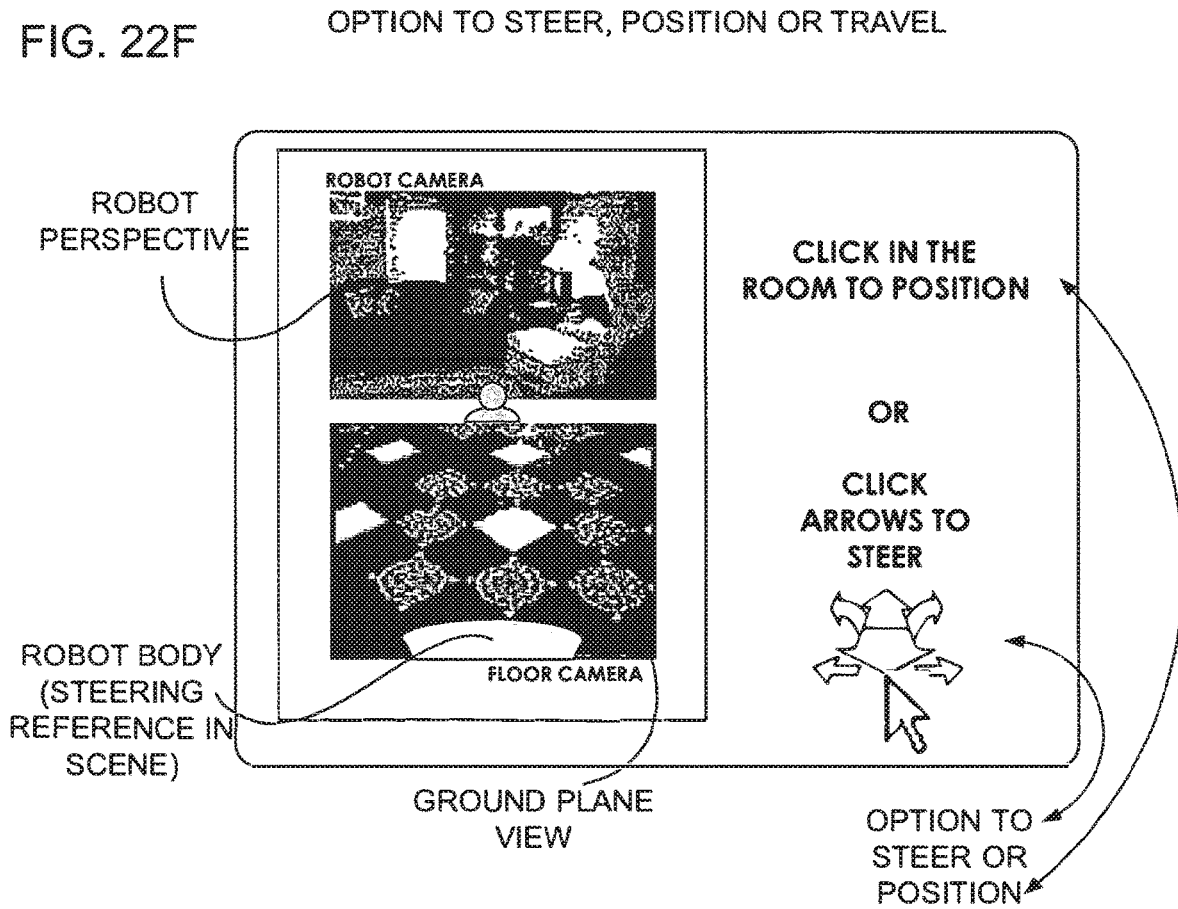 OPTION TO STEER, POSITION OR TRAVEL
FIG. 22F
ROBOT CAMERA
ROBOT
PERSPECTIVE
CLICK IN THE
ROOM TO POSITION
OR
CLICK
ARROWS TO
STEER
ROBOT BODY
(STEERING
REFERENCE IN
SCENE)
FLOOR CAMERA
GROUND PLANE
VIEW
OPTION TO
STEER OR
POSITION